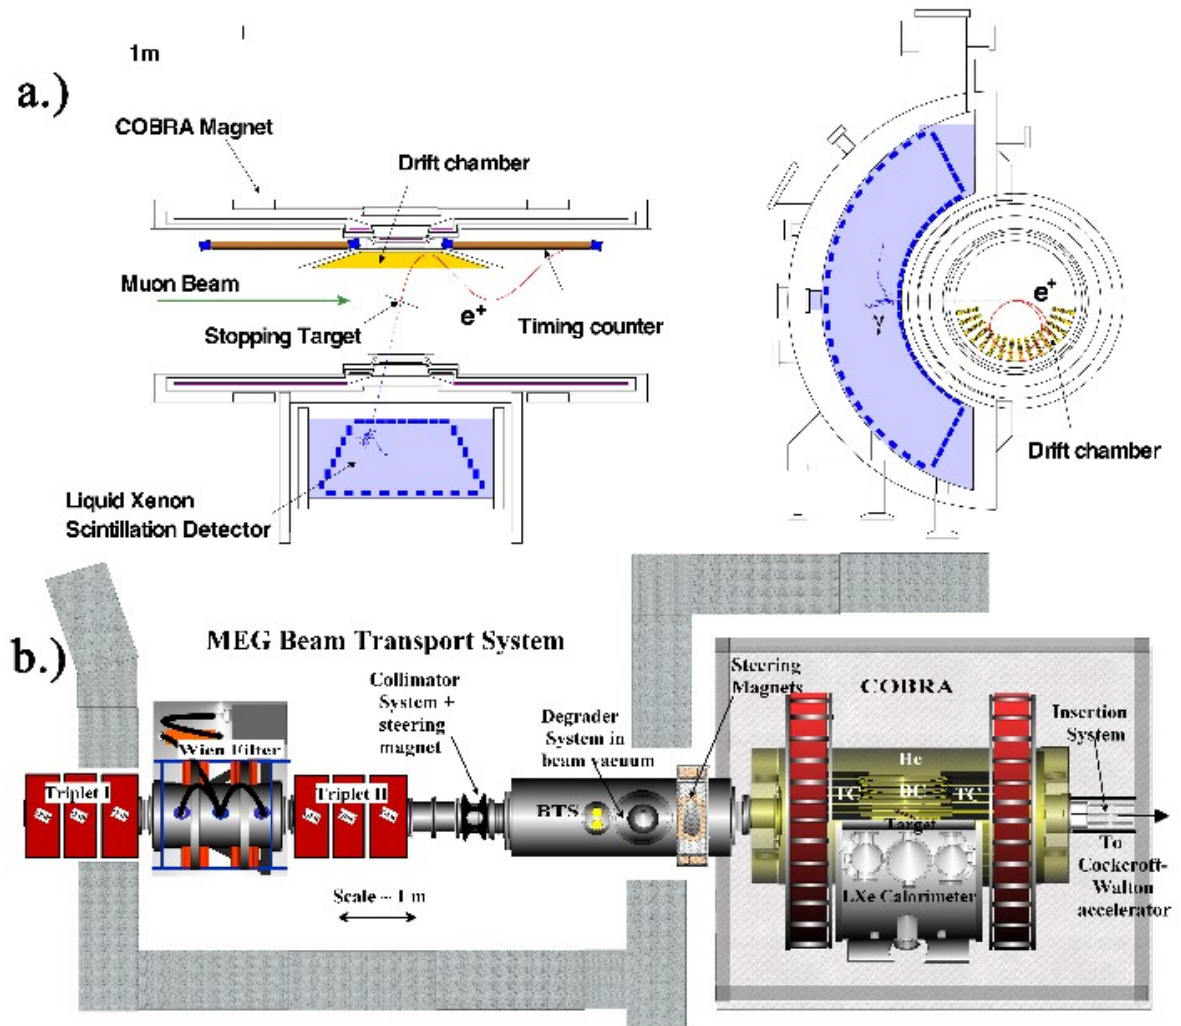 1m
a.)
COBRA Magnet
Drift chamber
Muon Beam
Stopping Target
e+
Timing counter
Liquid Xenon
Scintillation Detector
γ
e+
Drift chamber
b.)
MEG Beam Transport System
Collimator
System +
steering
magnet
Degrader
System in
beam vacuum
Steering
Magnets
COBRA
Insertion
System
Wien Filter
Triplet I
Triplet II
BTS
He
TC
DC
TC
Target
LXe Calorimeter
To
Cockcroft-
Walton
accelerator
Scale ~ 1 m